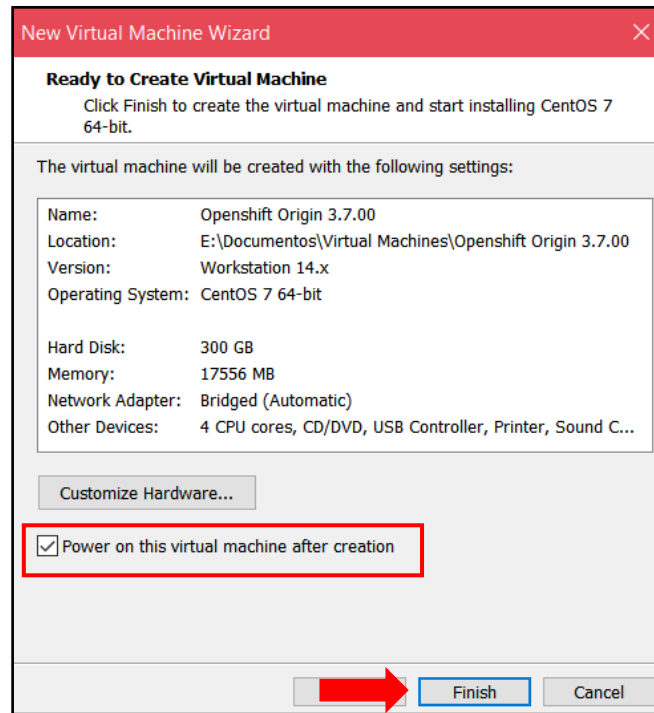 New Virtual Machine Wizard
Ready to Create Virtual Machine
Click Finish to create the virtual machine and start installing CentOS 7
64-bit.
The virtual machine will be created with the following settings:
Name: Openshift Origin 3.7.00
Location: E:\Documentos\Virtual Machines\Openshift Origin 3.7.00
Version: Workstation 14.x
Operating System: CentOS 7 64-bit
Hard Disk: 300 GB
Memory: 17556 MB
Network Adapter: Bridged (Automatic)
Other Devices: 4 CPU cores, CD/DVD, USB Controller, Printer, Sound C...
Customize Hardware...
Power on this virtual machine after creation
Finish Cancel